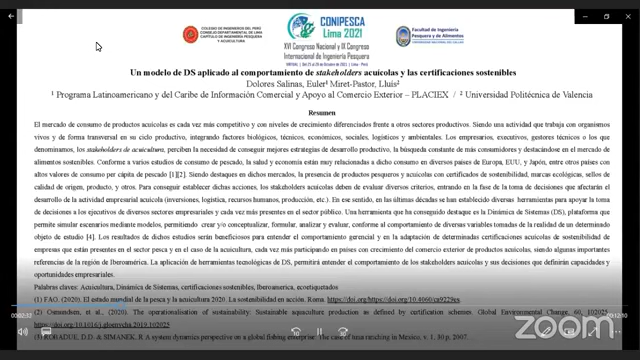 COLEGIO DE INGENIEROS DEL PERÚ
CONSEJO DEPARTAMENTAL DE LIMA
CAPÍTULO DE INGENIERÍA PESQUERA
Y ACUICULTURA
CONIPESCA
Lima 2021
XVI Congreso Nacional y IX Congreso
Internacional de Ingeniería Pesquera
Facultad de Ingeniería
Pesquera y de Alimentos
UNIVERSIDAD NACIONAL DEL CALLAO
Un modelo de DS aplicado al comportamiento de stakeholders acuícolas y las certificaciones sostenibles
Dolores Salinas, Euler¹ Miret-Pastor, Lluís²
¹ Programa Latinoamericano y del Caribe de Información Comercial y Apoyo al Comercio Exterior – PLACIEX / ² Universidad Politécnica de Valencia
Resumen
El mercado de consumo de productos acuícolas es cada vez más competitivo y con niveles de crecimiento diferenciados frente a otros sectores productivos. Siendo una actividad que trabaja con organismos
vivos y de forma transversal en su ciclo productivo, integrando factores biológicos, técnicos, económicos, sociales, logísticos y ambientales. Los empresarios, executivos, gestores técnicos o los que
denominamos, los stakeholders de acuicultura, perciben la necesidad de conseguir mejores estrategias de desarrollo productivo, la búsqueda constante de más consumidores y destacándose en el mercado de
alimentos sostenibles. Conforme a varios estudios de consumo de pescado, la salud y economía están muy relacionadas a dicho consumo en diversos países de Europa, EUU, y Japón, entre otros países con
altos valores de consumo per cápita de pescado [1][2]. Siendo destacados en dichos mercados, la presencia de productos pesqueros y acuícolas con certificados de sostenibilidad, marcas ecológicas, sellos de
calidad de origen, producto, y otros. Para conseguir establecer dichas acciones, los stakeholders acuícolas deben de evaluar diversos criterios, entrando en la fase de la toma de decisiones que afectarán el
desarrollo de la actividad empresarial acuícola (inversiones, logística, recursos humanos, producción, etc.). En ese sentido, en las últimas décadas se han establecido diversas herramientas para apoyar la toma
de decisiones a los ejecutivos de diversos sectores empresariales y cada vez más presentes en el sector público. Una herramienta que ha conseguido destaque es la Dinámica de Sistemas (DS), plataforma que
permite simular escenarios mediante modelos, permitiendo crear y/o conceptualizar, formular, analizar y evaluar, conforme al comportamiento de diversas variables tomadas de la realidad de un determinado
objeto de estudio [4]. Los resultados de dichos estudios serán beneficiosos para entender el comportamiento gerencial y en la adaptación de determinadas certificaciones acuícolas de sostenibilidad de
empresas que están presentes en el sector pesca y en el caso de la acuicultura, cada vez más participando en países con crecimiento del comercio exterior de productos acuícolas, siendo algunas importantes
referencias la región de Iberoamérica. La aplicación de herramientas tecnológicas de DS, permitirá entender el comportamiento de los stakeholders acuícolas y sus decisiones que definirán capacidades y
oportunidades empresariales.
Palabras claves: Acuicultura, Dinámica de Sistemas, certificaciones sostenibles, Iberoamerica, ecoetiquetados
(1) FAO. (2020). El estado mundial de la pesca y la acuicultura 2020. La sostenibilidad en acción. Roma. https://doi.org/https://doi.org/10.4060/ca9229es.
(2) Osmundsen, et al., (2020). The operationalisation of sustainability: Sustainable aquaculture production as defined by certification schemes. Global Environmental Change, 60, 102025.
https://doi.org/10.1016/j.gloenvcha.2019.102025
(3) ROBADUE, D.D. & SIMANEK, R. A system dynamics perspective on a global fishing enterprise: The case of tuna ranching in Mexico, v. 1, 30 p. 2007.
0:02:33
0:12:10
zoom